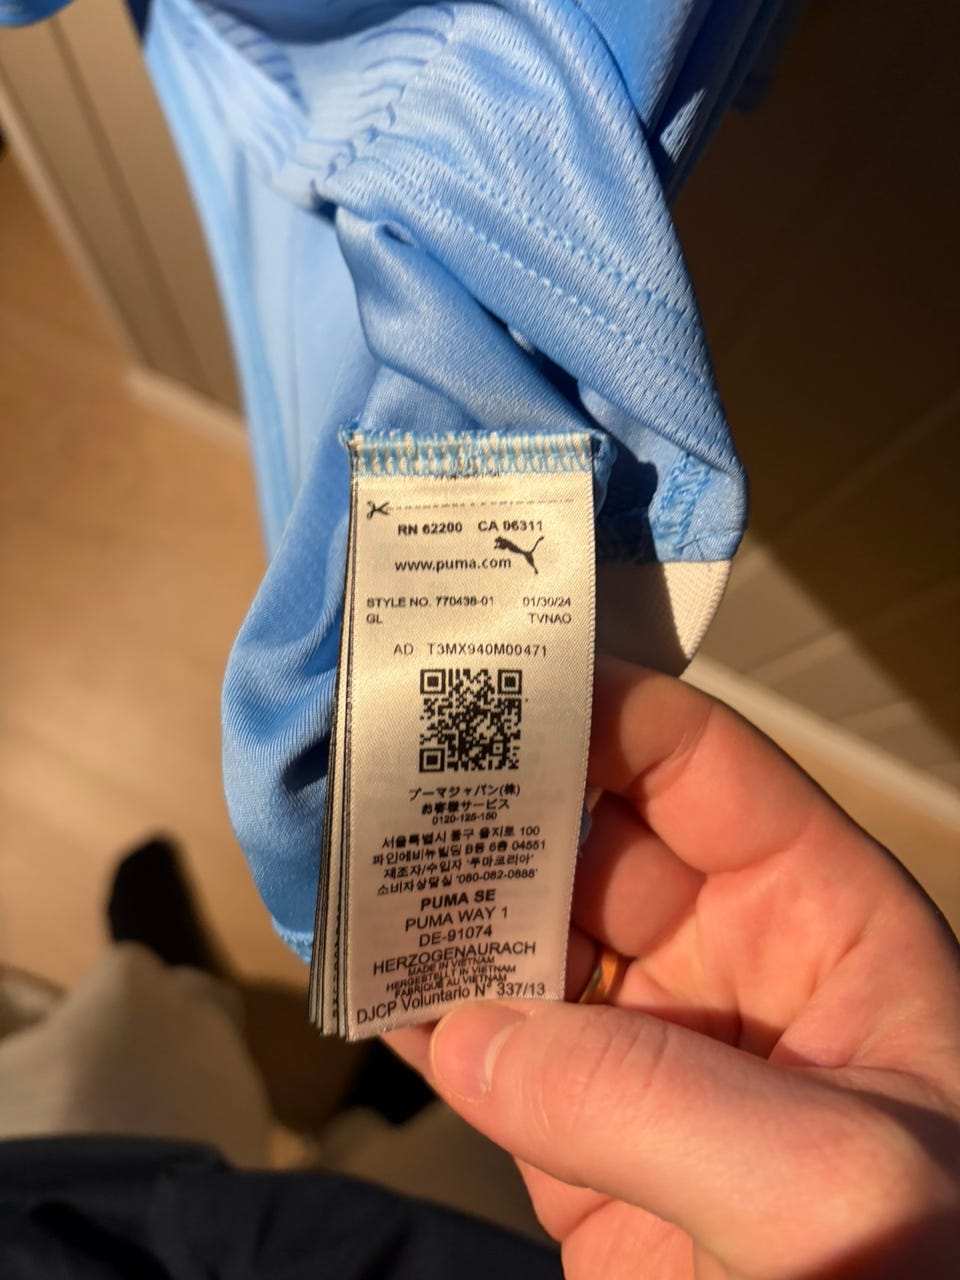 RN 62200 CA 06311
www.puma.com
STYLE NO. 770438-01 01/30/24
GL TVNAO
AD T3MX940M00471
プーマジャパン(株)
お客様サービス
0120-125-150
서울특별시 중구 을지로 100
파인에비뉴빌딩 B동 6층 04551
제조자/수입자 '푸마코리아'
소비자상담실 '080-082-0888'
PUMA SE
PUMA WAY 1
DE-91074
HERZOGENAURACH
MADE IN VIETNAM
HERGESTELLT IN VIETNAM
FABRIQUÉ AU VIETNAM
DJCP Voluntario N° 337/13